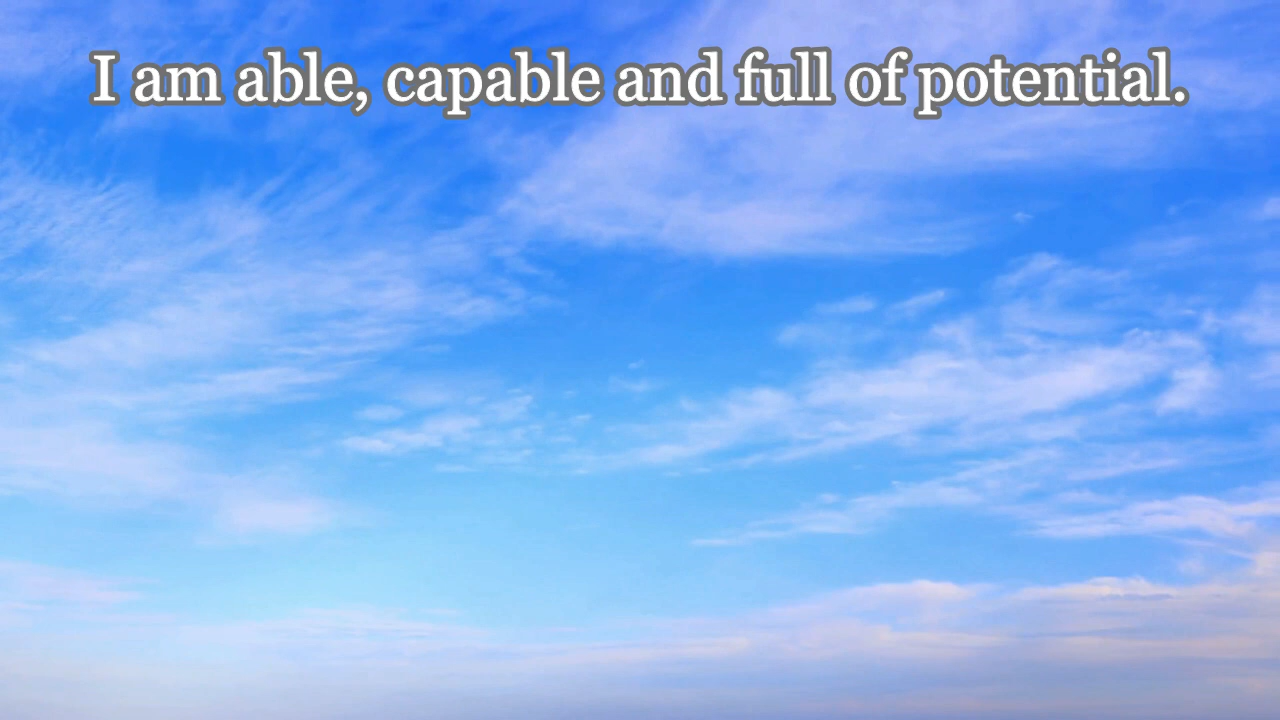 I am able, capable and full of potential.